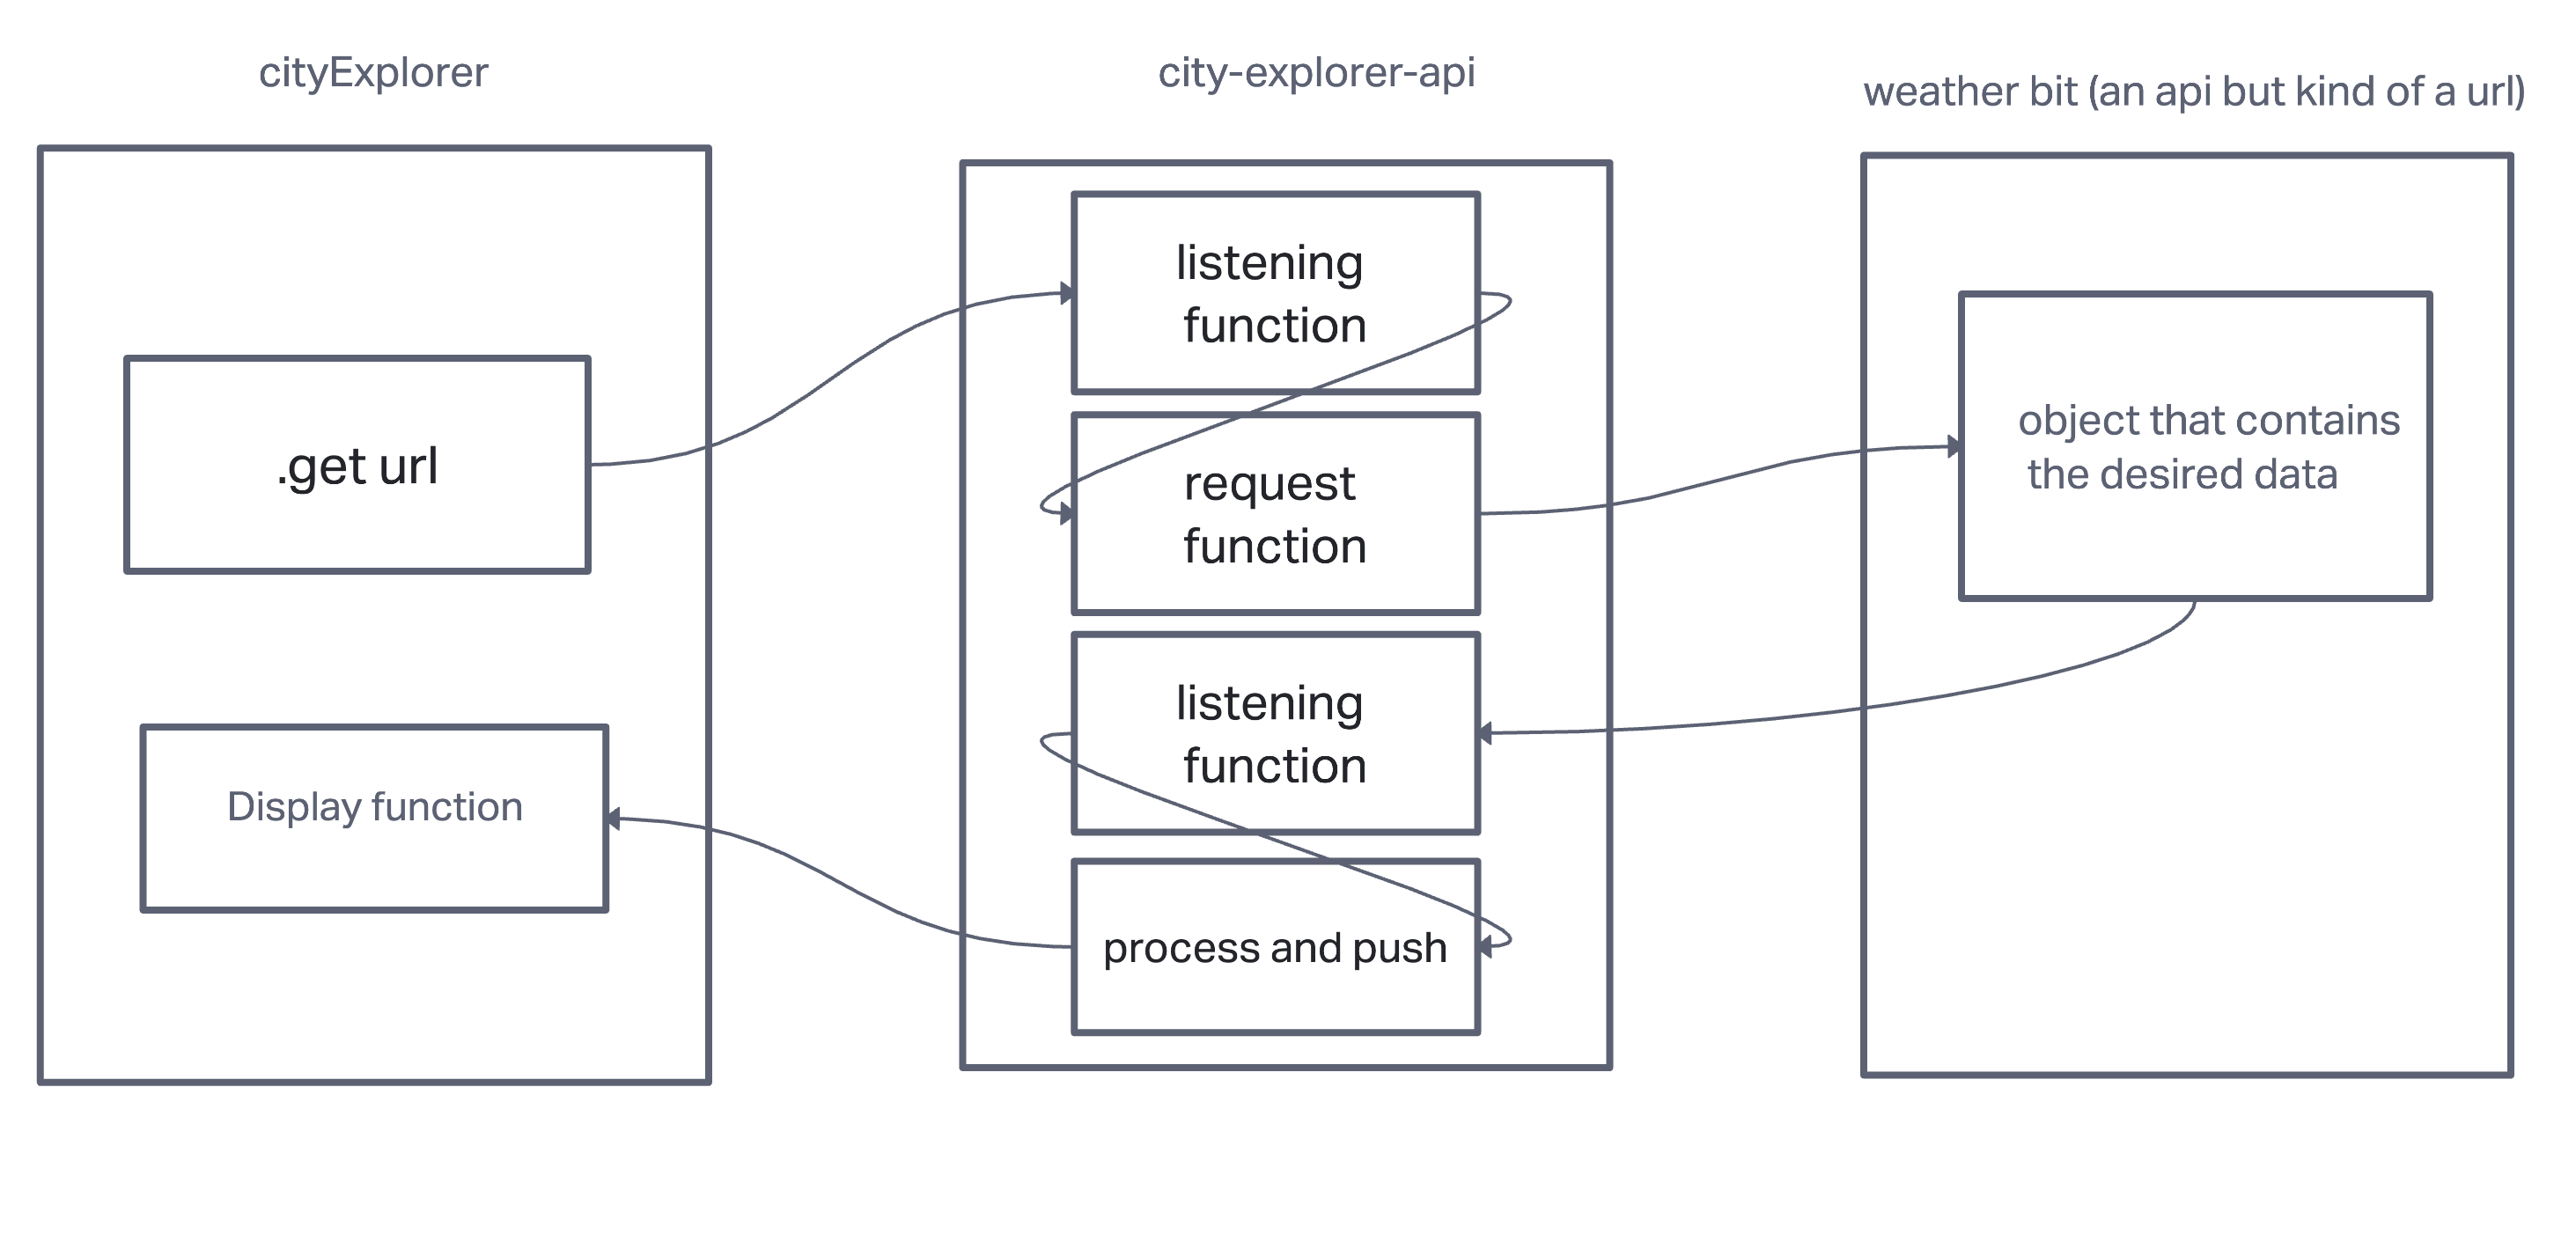 cityExplorer
city-explorer-api
weather bit (an api but kind of a url)
.get url
Display function
listening
function
request
function
listening
function
process and push
object that contains
the desired data